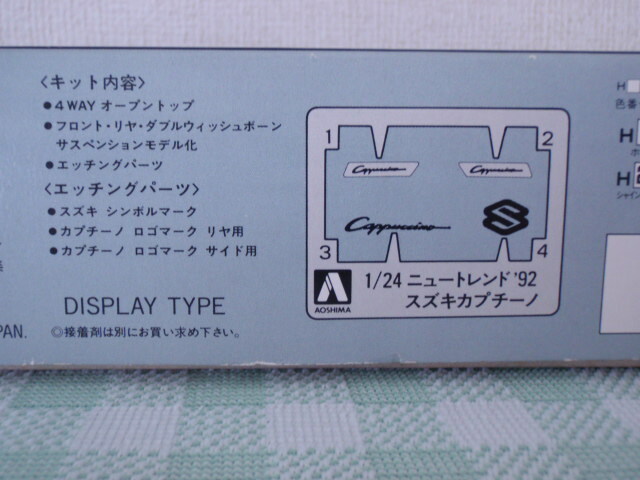 〈キット内容〉
●4WAY オープントップ
●フロント・リヤ・ダブルウィッシュボーン
サスペンションモデル化
●エッチングパーツ
〈エッチングパーツ〉
●スズキ シンボルマーク
●カプチーノ ロゴマーク リヤ用
●カプチーノ ロゴマーク サイド用
DISPLAY TYPE
◎接着剤は別にお買い求め下さい。
PAN.
1
2
Cappuccino
Cappuccino
Cappuccino
3
4
AOSHIMA
1/24 ニュートレンド '92
スズキカプチーノ
H
色番
H
H
シャイン